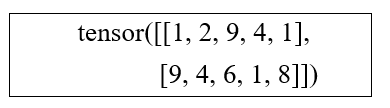 tensor([[1, 2, 9, 4, 1],
[9, 4, 6, 1, 8]])